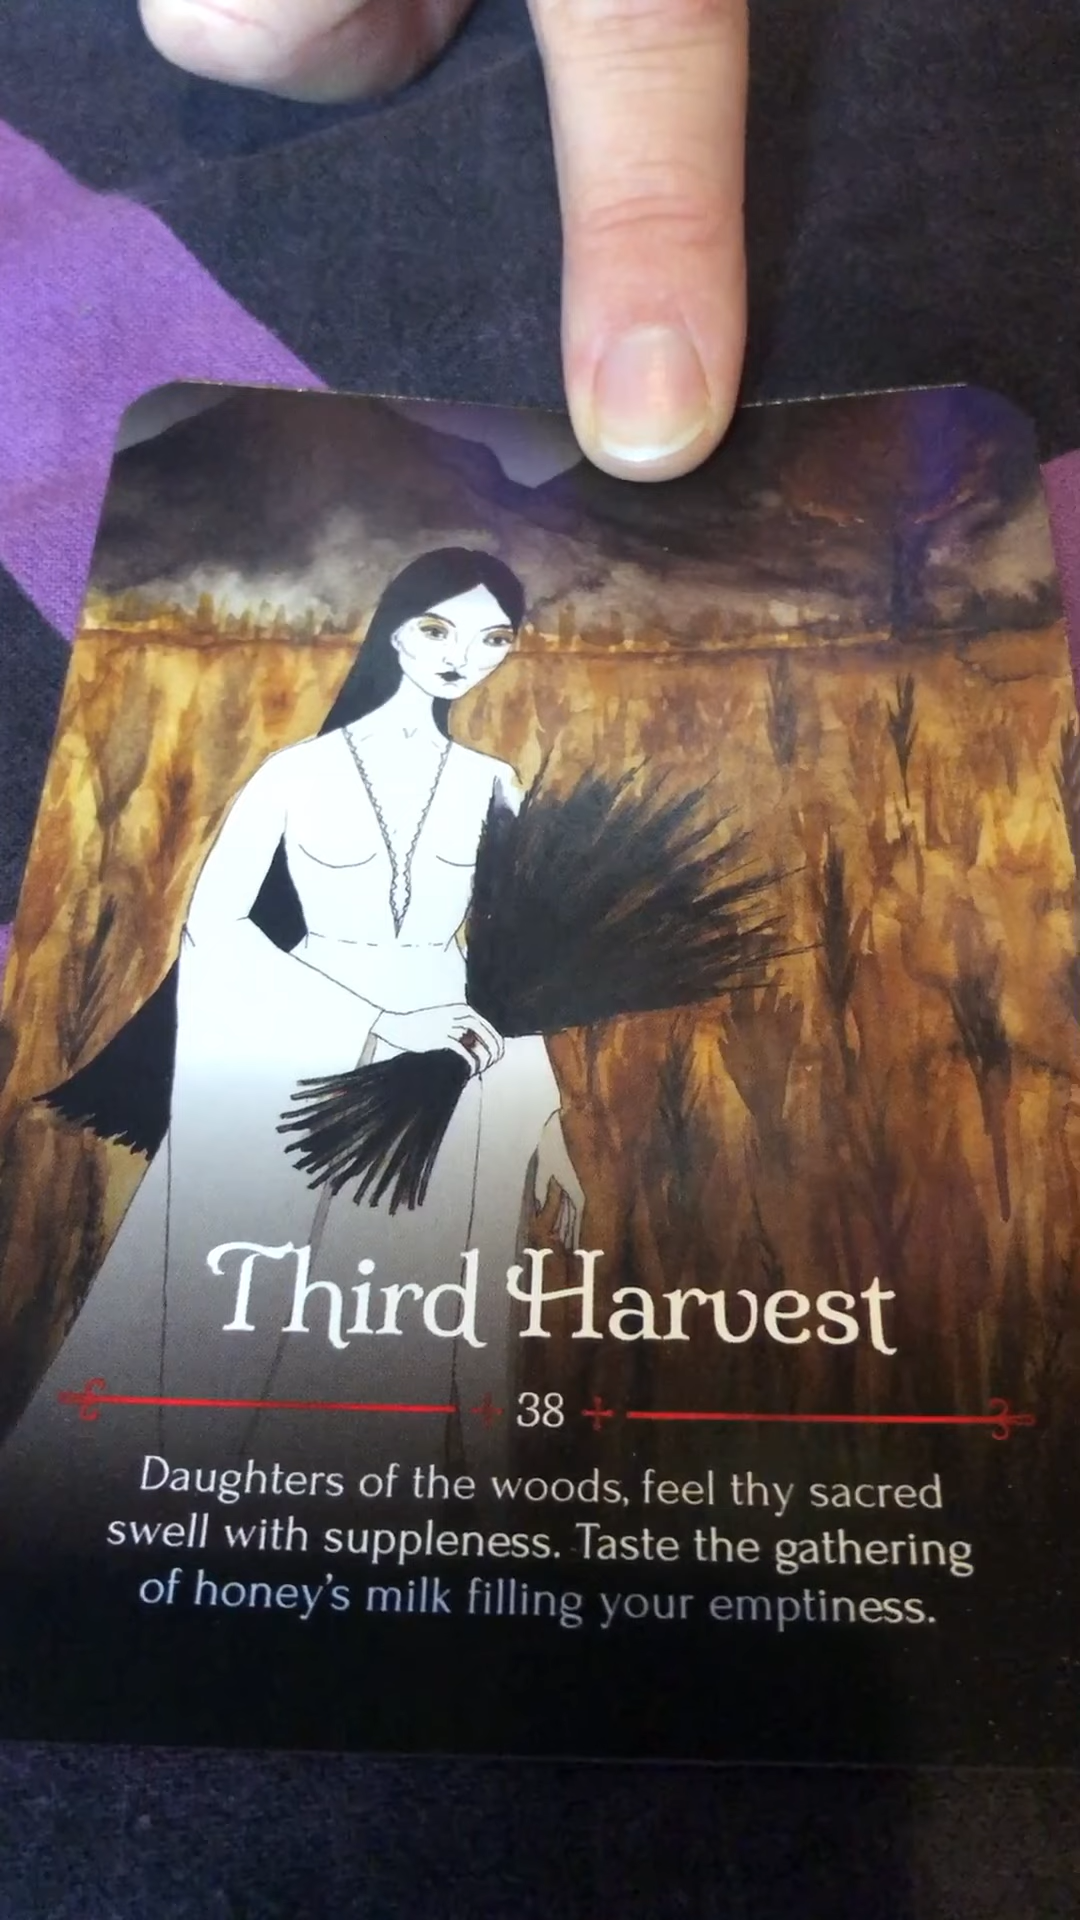 Third Harvest
38
Daughters of the woods, feel thy sacred
swell with suppleness. Taste the gathering
of honey's milk filling your emptiness.